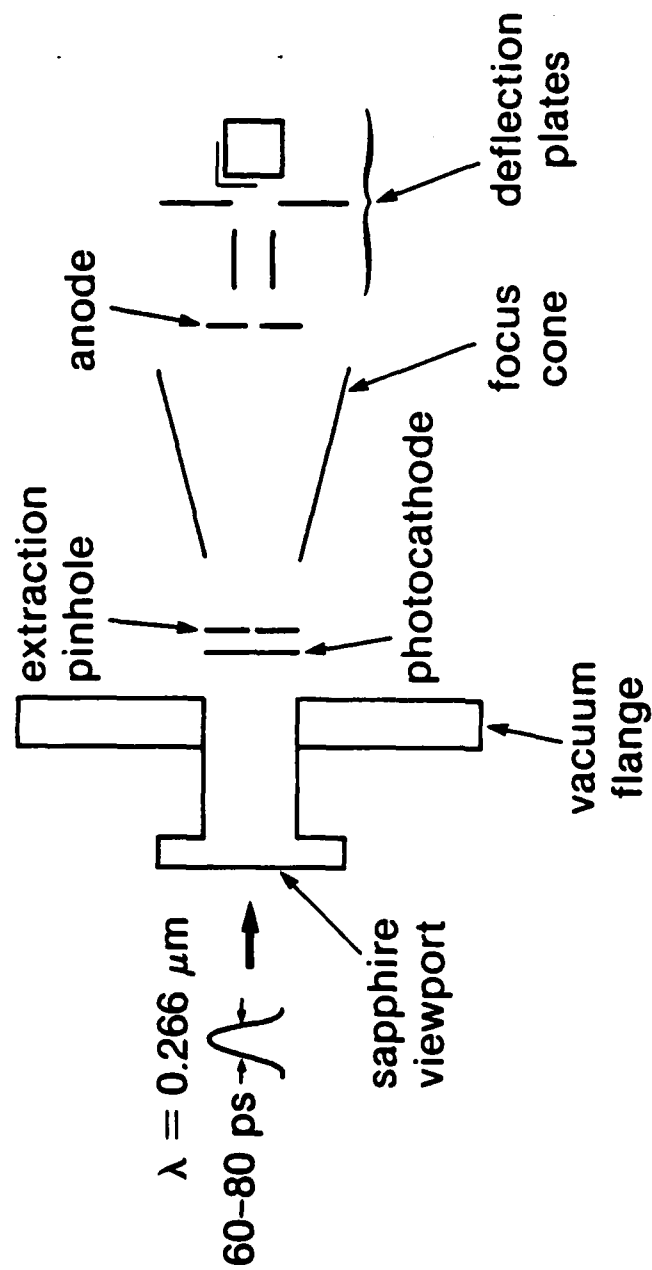 λ = 0.266 μm
60–80 ps
sapphire
viewport
vacuum
flange
extraction
pinhole
photocathode
anode
focus
cone
deflection
plates